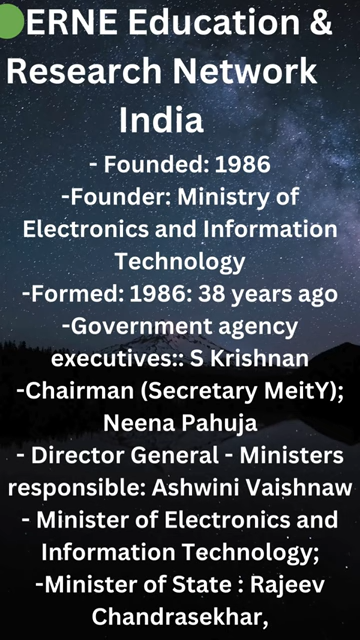 ERNE Education &
Research Network
India
- Founded: 1986
-Founder: Ministry of
Electronics and Information
Technology
-Formed: 1986: 38 years ago
-Government agency
executives:: S Krishnan
-Chairman (Secretary MeitY);
Neena Pahuja
- Director General - Ministers
responsible: Ashwini Vaishnaw
- Minister of Electronics and
Information Technology;
-Minister of State : Rajeev
Chandrasekhar,